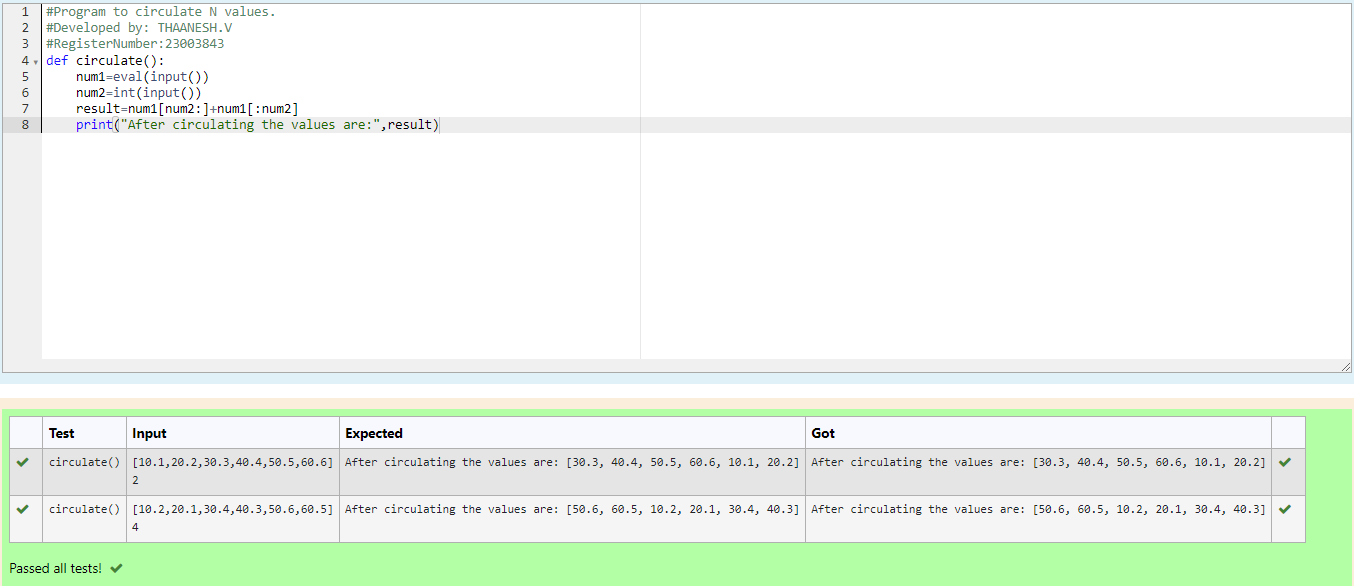 1 #Program to circulate N values.
2 #Developed by: THAANESH.V
3 #RegisterNumber:23003843
4 def circulate():
5 num1=eval(input())
6 num2=int(input())
7 result=num1[num2:]+num1[:num2]
8 print("After circulating the values are:",result)
Test Input Expected Got
circulate() [10.1,20.2,30.3,40.4,50.5,60.6] After circulating the values are: [30.3, 40.4, 50.5, 60.6, 10.1, 20.2] After circulating the values are: [30.3, 40.4, 50.5, 60.6, 10.1, 20.2]
2
circulate() [10.2,20.1,30.4,40.3,50.6,60.5] After circulating the values are: [50.6, 60.5, 10.2, 20.1, 30.4, 40.3] After circulating the values are: [50.6, 60.5, 10.2, 20.1, 30.4, 40.3]
4
Passed all tests!